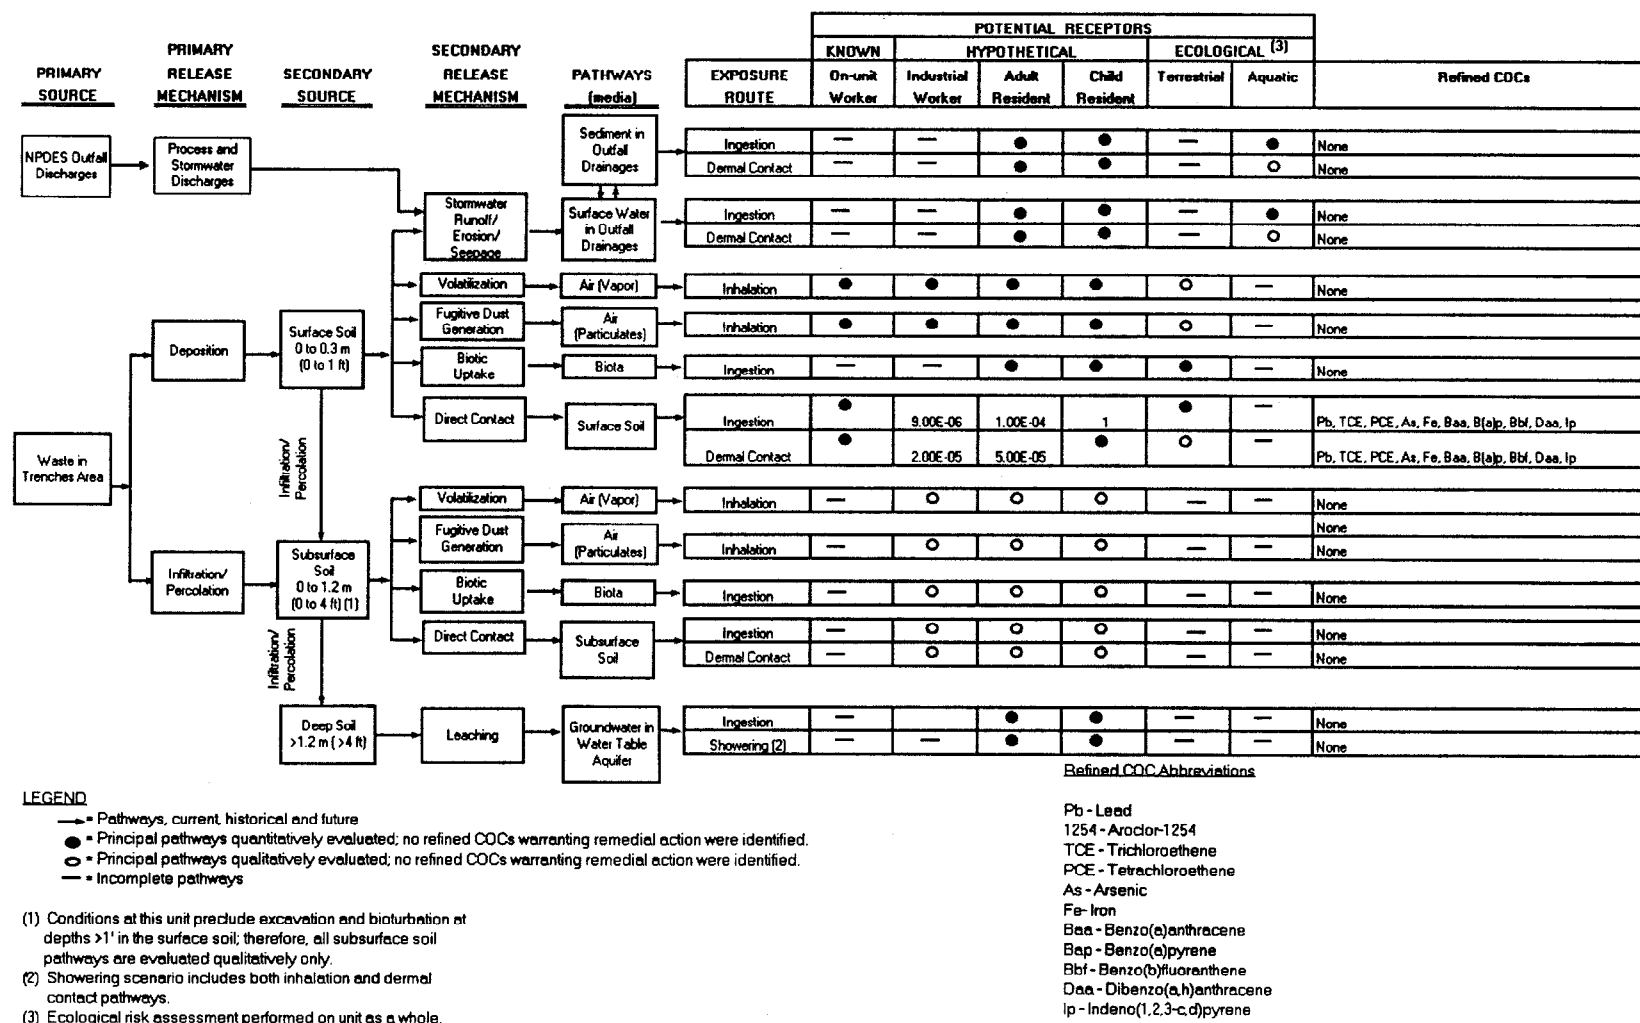 POTENTIAL RECEPTORS
KNOWN HYPOTHETICAL ECOLOGICAL (3)
PRIMARY SOURCE
PRIMARY RELEASE MECHANISM
SECONDARY SOURCE
SECONDARY RELEASE MECHANISM
PATHWAYS (media)
EXPOSURE ROUTE
On-unit Worker
Industrial Worker
Adult Resident
Child Resident
Terrestrial
Aquatic
Refined COCs
NPDES Outfall
Discharges
Process and
Stormwater
Discharges
Sediment in
Outfall
Drainages
Ingestion — — ● ● — ● None
Dermal Contact — — ● ● — O None
Stormwater
Runoff/
Erosion/
Seepage
Surface Water
in Outfall
Drainages
Ingestion — — ● ● — ● None
Dermal Contact — — ● ● — O None
Volatilization
Air (Vapor)
Inhalation ● ● ● ● O — None
Fugitive Dust
Generation
Air
(Particulates)
Inhalation ● ● ● ● O — None
Deposition
Surface Soil
0 to 0.3 m
(0 to 1 ft)
Biotic
Uptake
Biota
Ingestion — — ● ● ● — None
Direct Contact
Surface Soil
Ingestion ● 9.00E-06 1.00E-04 1 ● — Pb, TCE, PCE, As, Fe, Baa, B(a)p, Bbf, Daa, Ip
Dermal Contact ● 2.00E-05 5.00E-05 ● O — Pb, TCE, PCE, As, Fe, Baa, B(a)p, Bbf, Daa, Ip
Waste in
Trenches Area
Infiltration/
Percolation
Volatilization
Air (Vapor)
Inhalation — O O O — — None
None
Fugitive Dust
Generation
Air
(Particulates)
Inhalation — O O O — — None
Infiltration/
Percolation
Subsurface
Soil
0 to 1.2 m
(0 to 4 ft) (1)
Biotic
Uptake
Biota
Ingestion — O O O — — None
Direct Contact
Subsurface
Soil
Ingestion — O O O — — None
Dermal Contact — O O O — — None
Infiltration/
Percolation
Deep Soil
>1.2 m (>4 ft)
Leaching
Groundwater in
Water Table
Aquifer
Ingestion — ● ● — — None
Showering (2) — — ● ● — — None
LEGEND
→ = Pathways, current, historical and future
● = Principal pathways quantitatively evaluated; no refined COCs warranting remedial action were identified.
O = Principal pathways qualitatively evaluated; no refined COCs warranting remedial action were identified.
— = Incomplete pathways
(1) Conditions at this unit preclude excavation and bioturbation at
depths >1' in the surface soil; therefore, all subsurface soil
pathways are evaluated qualitatively only.
(2) Showering scenario includes both inhalation and dermal
contact pathways.
(3) Ecological risk assessment performed on unit as a whole.
Refined COC Abbreviations
Pb - Lead
1254 - Aroclor-1254
TCE - Trichloroethene
PCE - Tetrachloroethene
As - Arsenic
Fe- Iron
Baa - Benzo(a)anthracene
Bap - Benzo(a)pyrene
Bbf - Benzo(b)fluoranthene
Daa - Dibenzo(a,h)anthracene
Ip - Indeno(1,2,3-c,d)pyrene